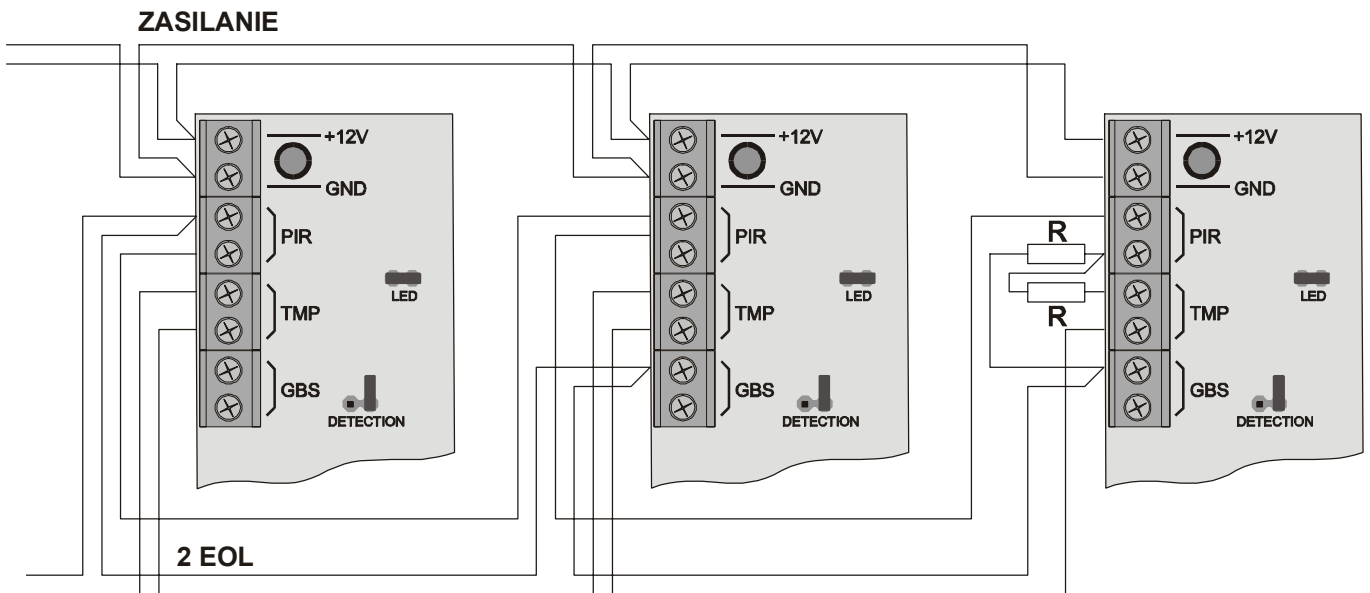 ZASILANIE
+12V
GND
PIR
TMP
GBS
LED
DETECTION
+12V
GND
PIR
TMP
GBS
LED
DETECTION
R
R
+12V
GND
PIR
TMP
GBS
LED
DETECTION
2 EOL